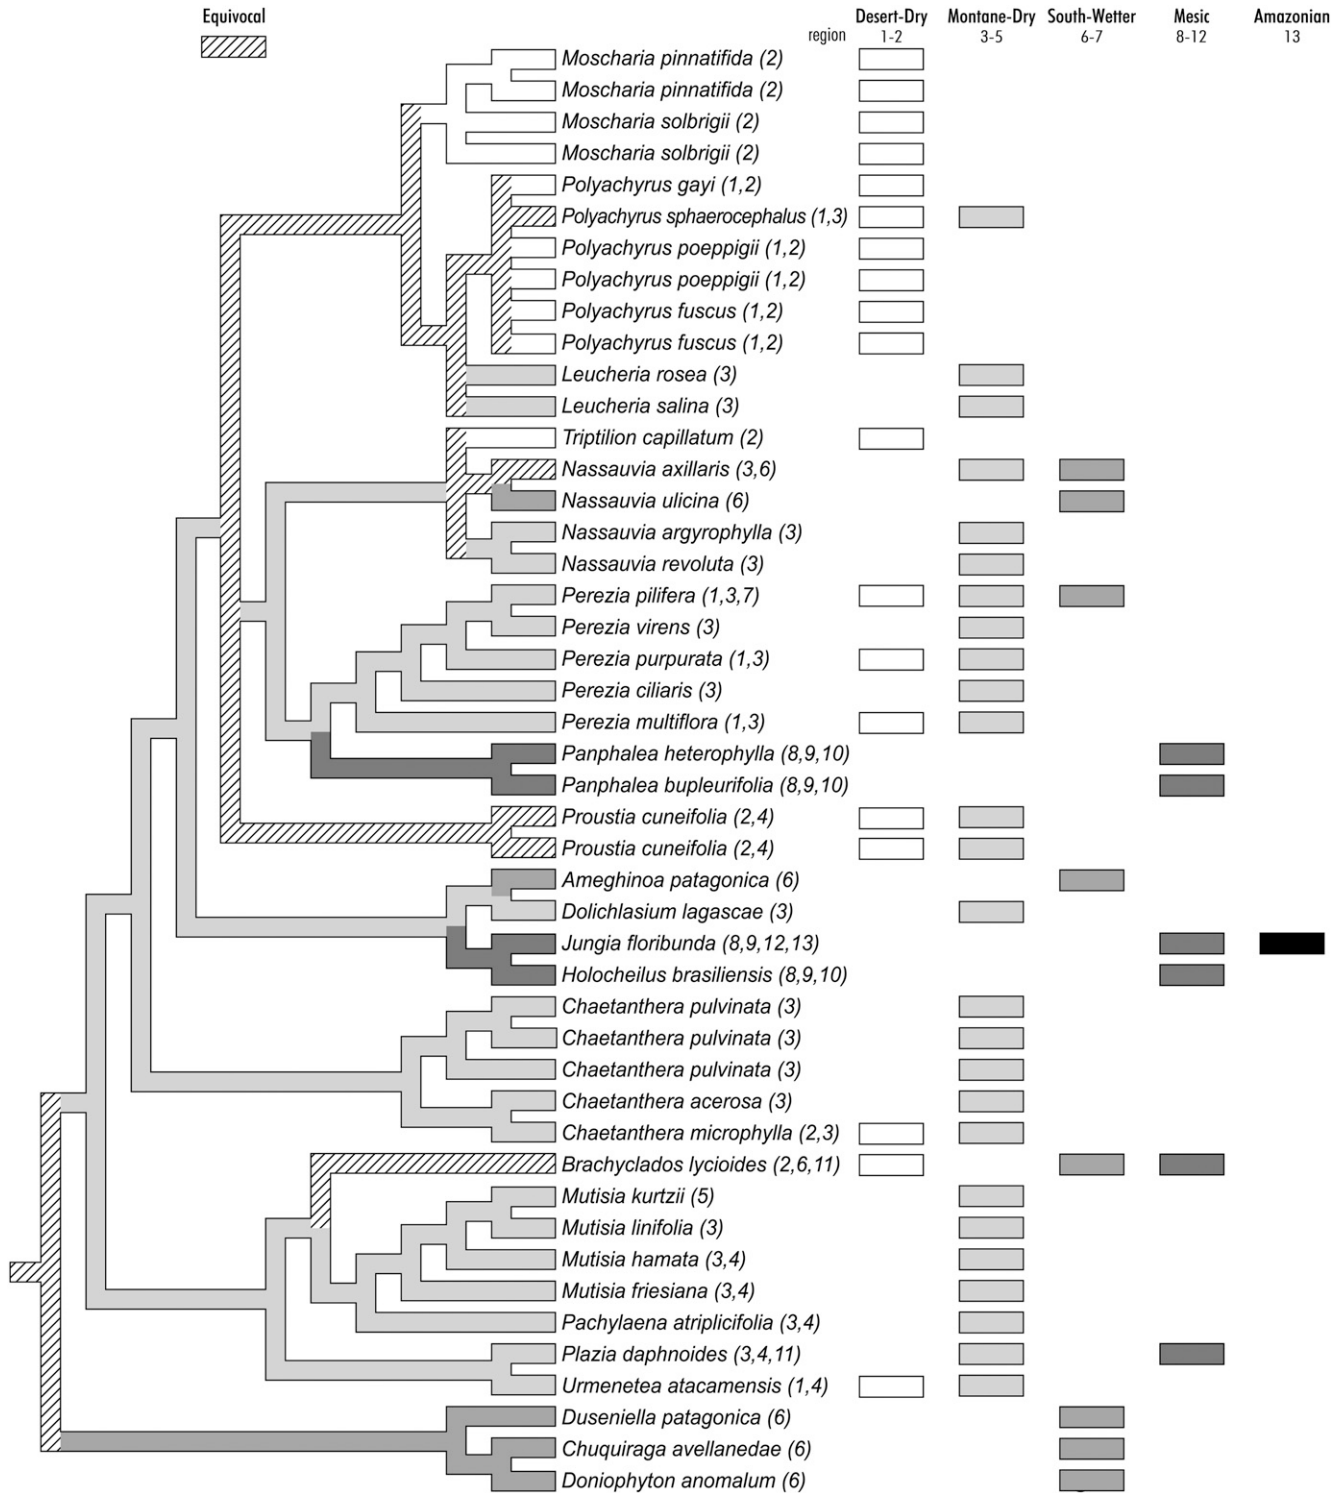 Equivocal
Desert-Dry Montane-Dry South-Wetter Mesic Amazonian
region 1-2 3-5 6-7 8-12 13
Moscharia pinnatifida (2)
Moscharia pinnatifida (2)
Moscharia solbrigii (2)
Moscharia solbrigii (2)
Polyachyrus gayi (1,2)
Polyachyrus sphaerocephalus (1,3)
Polyachyrus poeppigii (1,2)
Polyachyrus poeppigii (1,2)
Polyachyrus fuscus (1,2)
Polyachyrus fuscus (1,2)
Leucheria rosea (3)
Leucheria salina (3)
Triptilion capillatum (2)
Nassauvia axillaris (3,6)
Nassauvia ulicina (6)
Nassauvia argyrophylla (3)
Nassauvia revoluta (3)
Perezia pilifera (1,3,7)
Perezia virens (3)
Perezia purpurata (1,3)
Perezia ciliaris (3)
Perezia multiflora (1,3)
Panphalea heterophylla (8,9,10)
Panphalea bupleurifolia (8,9,10)
Proustia cuneifolia (2,4)
Proustia cuneifolia (2,4)
Ameghinoa patagonica (6)
Dolichlasium lagascae (3)
Jungia floribunda (8,9,12,13)
Holocheilus brasiliensis (8,9,10)
Chaetanthera pulvinata (3)
Chaetanthera pulvinata (3)
Chaetanthera pulvinata (3)
Chaetanthera acerosa (3)
Chaetanthera microphylla (2,3)
Brachyclados lycioides (2,6,11)
Mutisia kurtzii (5)
Mutisia linifolia (3)
Mutisia hamata (3,4)
Mutisia friesiana (3,4)
Pachylaena atriplicifolia (3,4)
Plazia daphnoides (3,4,11)
Urmenetea atacamensis (1,4)
Duseniella patagonica (6)
Chuquiraga avellanedae (6)
Doniophyton anomalum (6)